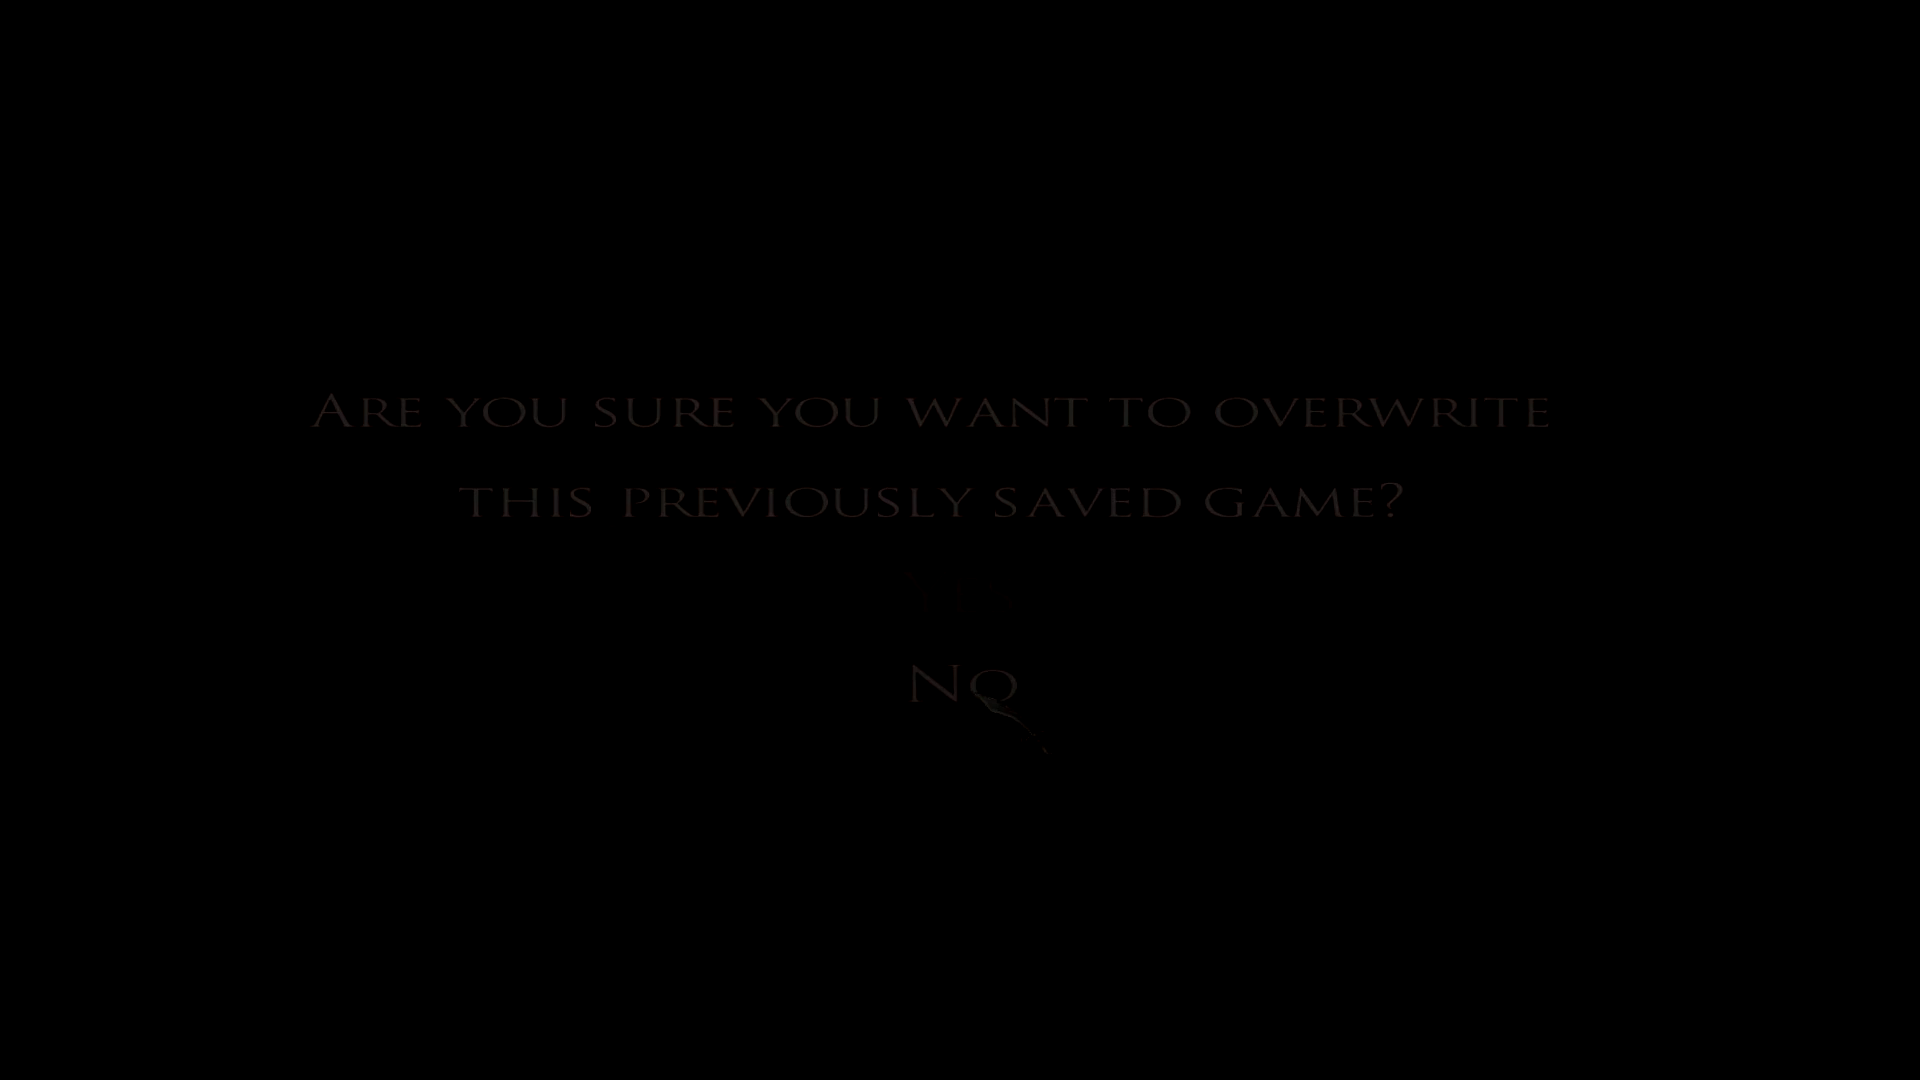 Are you sure you want to overwrite
this previously saved game?
No